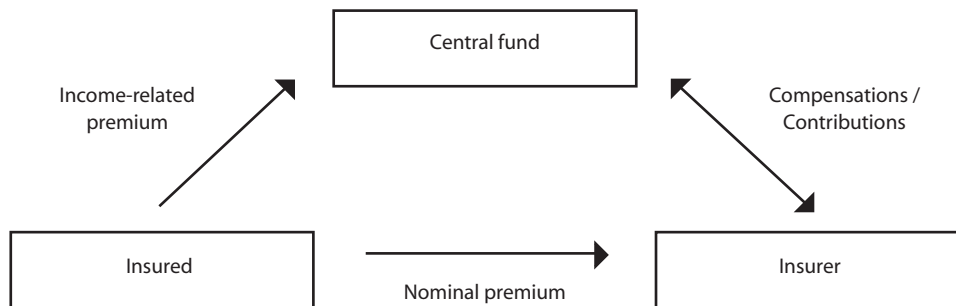 Central fund
Income-related
premium
Compensations /
Contributions
Insured
Insurer
Nominal premium